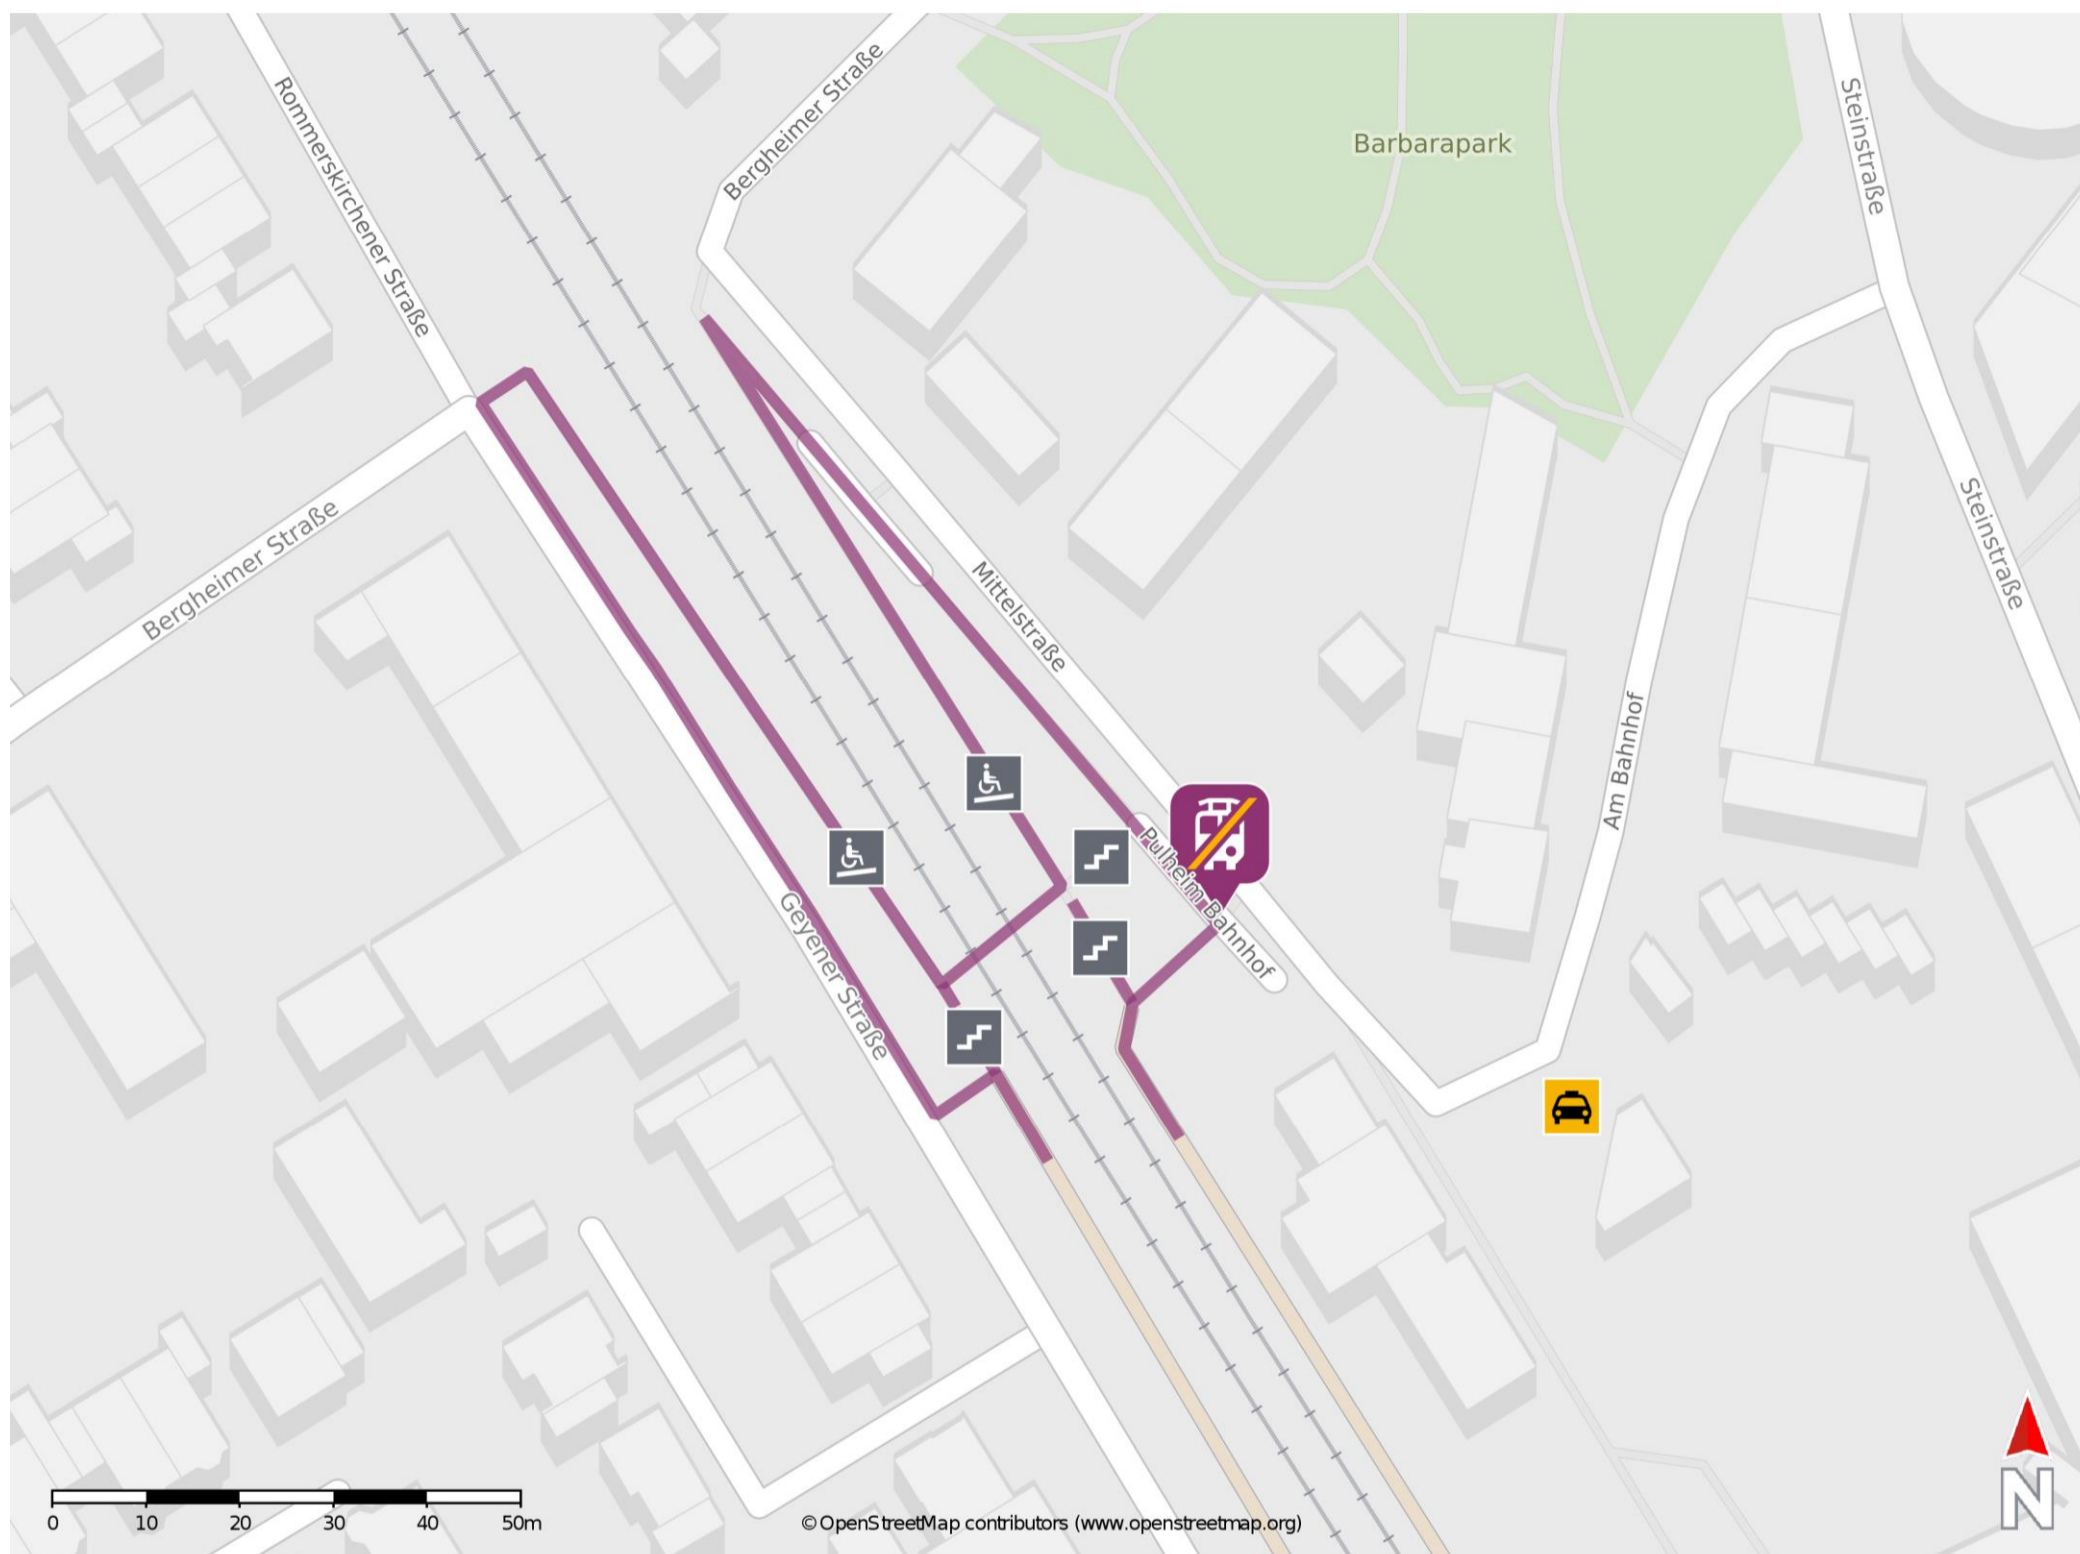 Bergheimer Straße
Rommerskirchener Straße
Barbarapark
Steinstraße
Bergheimer Straße
Steinstraße
Mittelstraße
Am Bahnhof
Pulheim Bahnhof
Geyener Straße
0 10 20 30 40 50m
©OpenStreetMap contributors (www.openstreetmap.org)
N